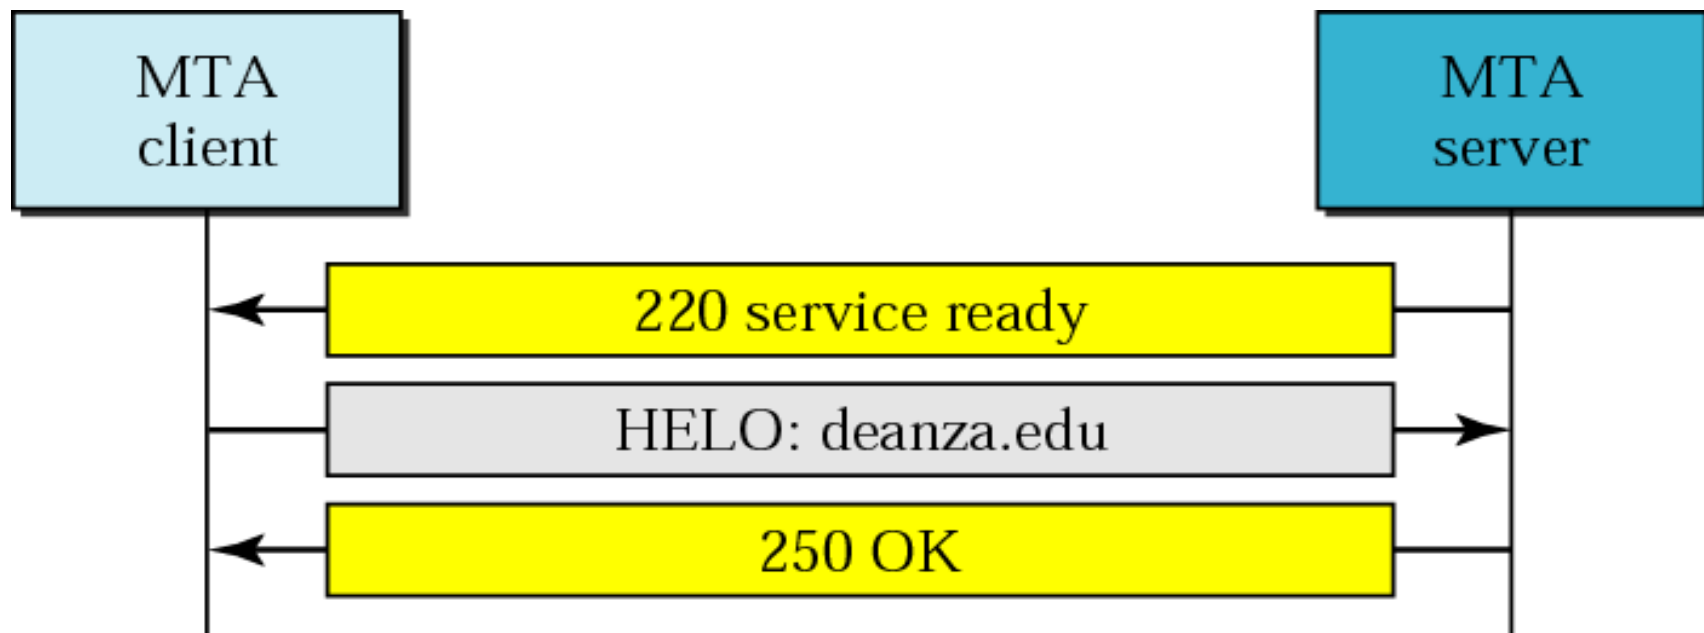 MTA
client
MTA
server
220 service ready
HELO: deanza.edu
250 OK